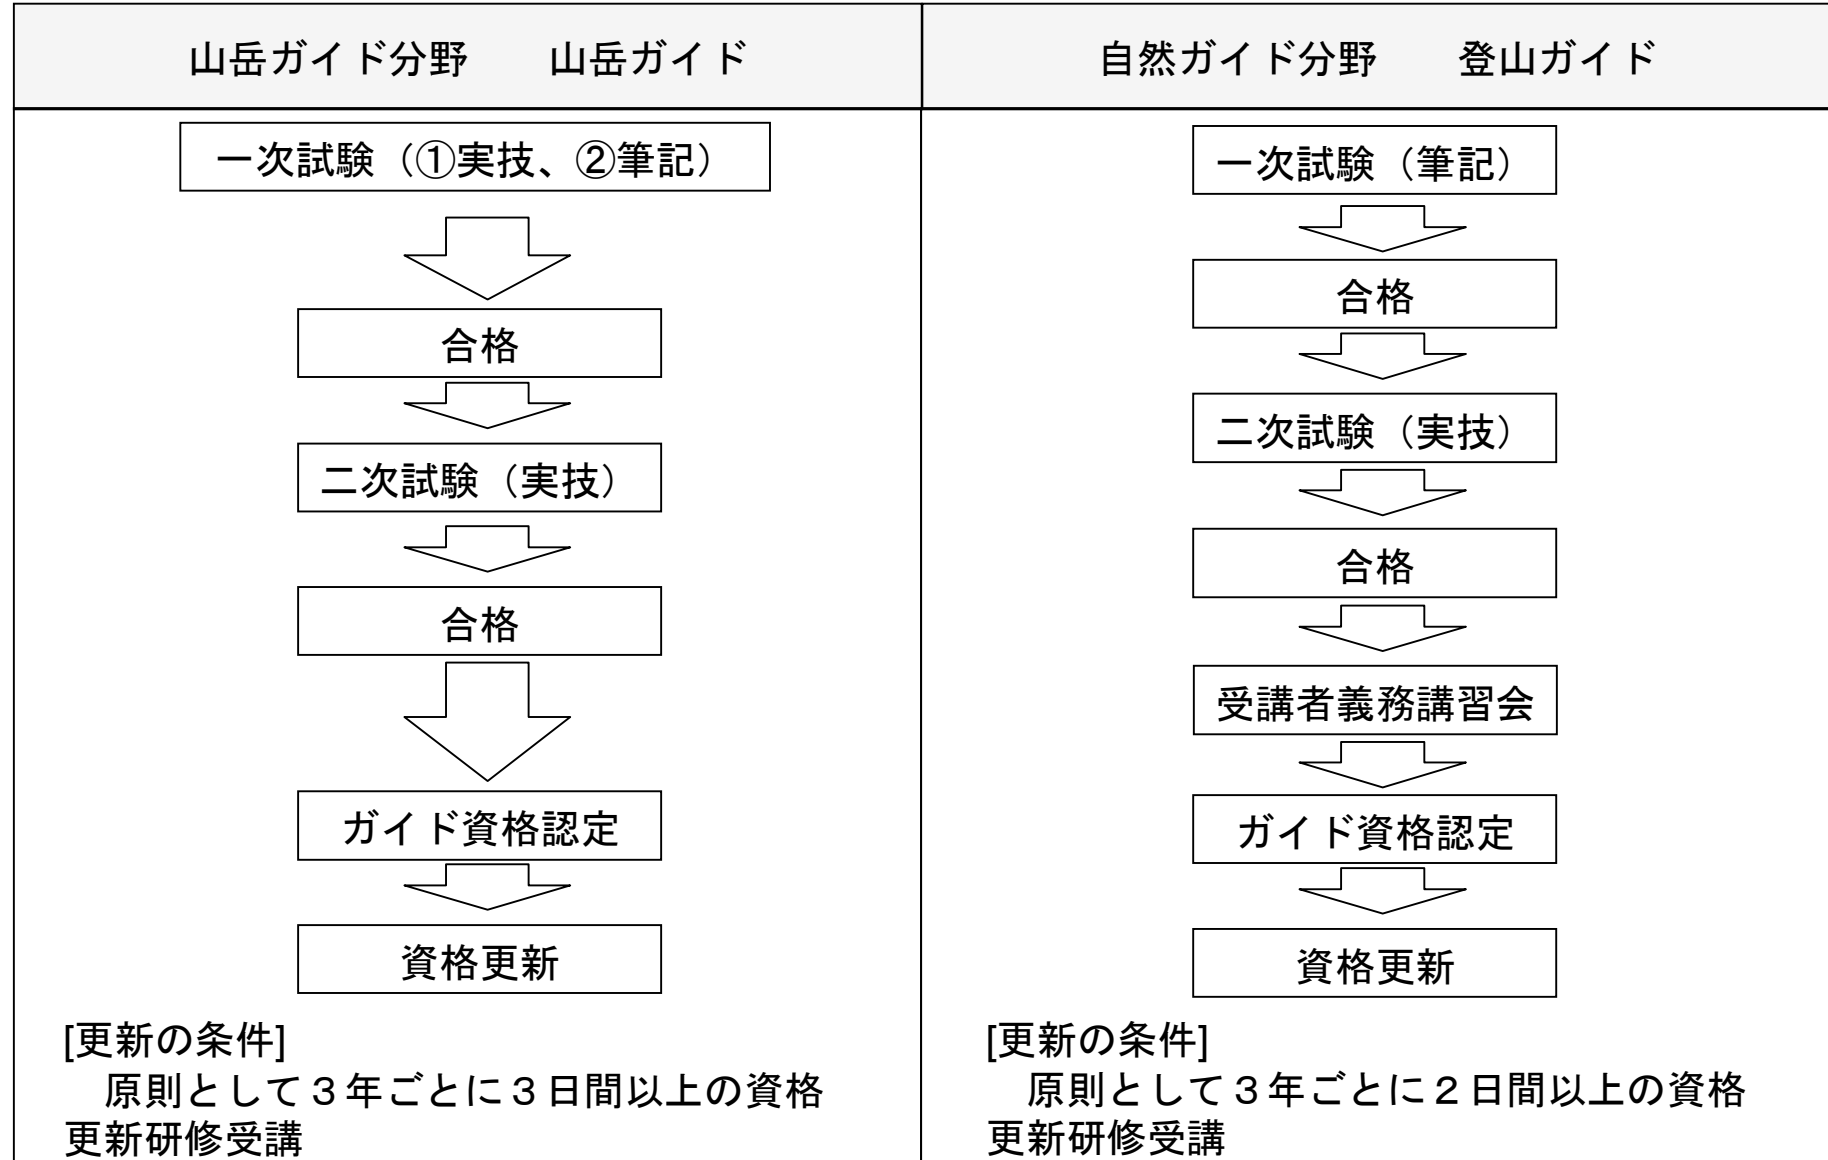 山岳ガイド分野　　山岳ガイド
一次試験（①実技、②筆記）
合格
二次試験（実技）
合格
ガイド資格認定
資格更新
[更新の条件]
　原則として３年ごとに３日間以上の資格
更新研修受講
自然ガイド分野　　登山ガイド
一次試験（筆記）
合格
二次試験（実技）
合格
受講者義務講習会
ガイド資格認定
資格更新
[更新の条件]
　原則として３年ごとに２日間以上の資格
更新研修受講